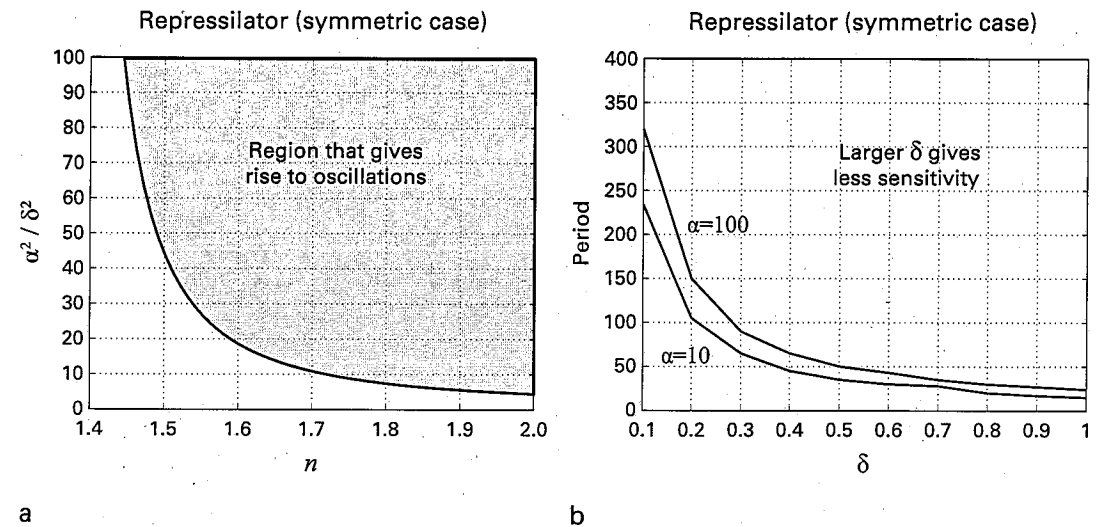 Repressilator (symmetric case)
100
90
80
70
60
50
40
30
20
10
0
α² / δ²
Region that gives
rise to oscillations
1.4 1.5 1.6 1.7 1.8 1.9 2.0
n
a
Repressilator (symmetric case)
400
350
300
250
200
150
100
50
0
Period
Larger δ gives
less sensitivity
α=100
α=10
0.1 0.2 0.3 0.4 0.5 0.6 0.7 0.8 0.9 1
δ
b